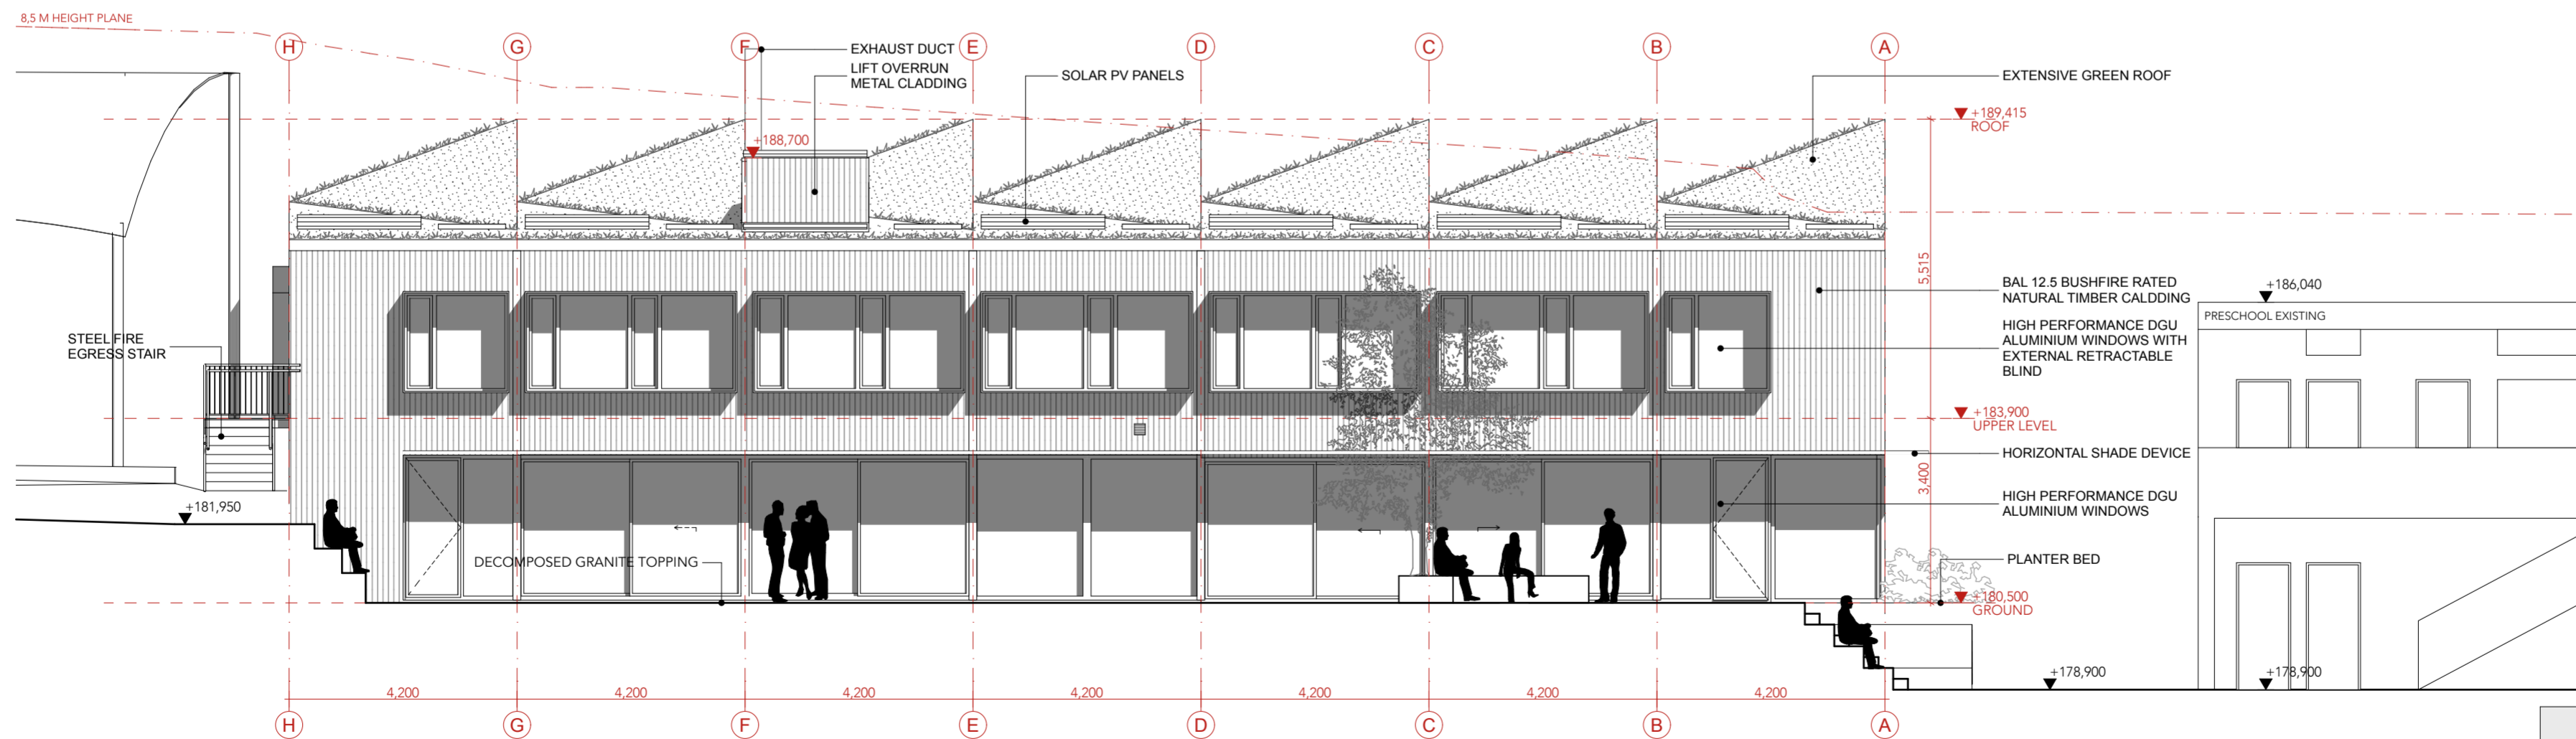 8,5 M HEIGHT PLANE
H
G
F
E
D
C
B
A
EXHAUST DUCT
LIFT OVERRUN
METAL CLADDING
SOLAR PV PANELS
EXTENSIVE GREEN ROOF
+189,415
ROOF
+188,700
5,515
BAL 12.5 BUSHFIRE RATED
NATURAL TIMBER CALDDING
+186,040
PRESCHOOL EXISTING
HIGH PERFORMANCE DGU
ALUMINIUM WINDOWS WITH
EXTERNAL RETRACTABLE
BLIND
STEEL FIRE
EGRESS STAIR
+183,900
UPPER LEVEL
HORIZONTAL SHADE DEVICE
3,400
HIGH PERFORMANCE DGU
ALUMINIUM WINDOWS
+181,950
DECOMPOSED GRANITE TOPPING
PLANTER BED
+180,500
GROUND
+178,900
+178,900
4,200
4,200
4,200
4,200
4,200
4,200
4,200
H
G
F
E
D
C
B
A